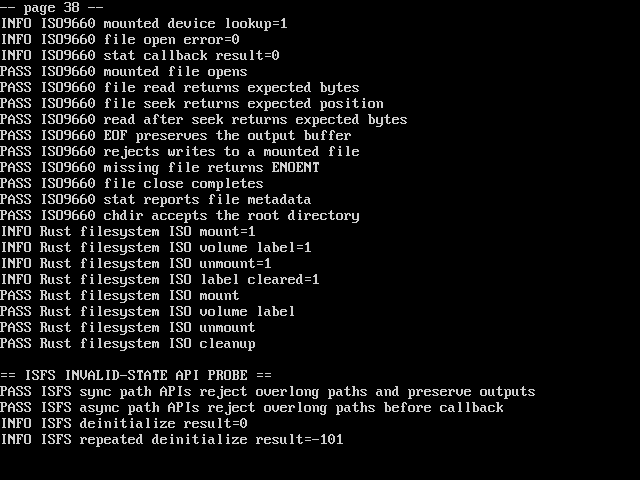 -- page 38 --
INFO ISO9660 mounted device lookup=1
INFO ISO9660 file open error=0
INFO ISO9660 stat callback result=0
PASS ISO9660 mounted file opens
PASS ISO9660 file read returns expected bytes
PASS ISO9660 file seek returns expected position
PASS ISO9660 read after seek returns expected bytes
PASS ISO9660 EOF preserves the output buffer
PASS ISO9660 rejects writes to a mounted file
PASS ISO9660 missing file returns ENOENT
PASS ISO9660 file close completes
PASS ISO9660 stat reports file metadata
PASS ISO9660 chdir accepts the root directory
INFO Rust filesystem ISO mount=1
INFO Rust filesystem ISO volume label=1
INFO Rust filesystem ISO unmount=1
INFO Rust filesystem ISO label cleared=1
PASS Rust filesystem ISO mount
PASS Rust filesystem ISO volume label
PASS Rust filesystem ISO unmount
PASS Rust filesystem ISO cleanup
== ISFS INVALID-STATE API PROBE ==
PASS ISFS sync path APIs reject overlong paths and preserve outputs
PASS ISFS async path APIs reject overlong paths before callback
INFO ISFS deinitialize result=0
INFO ISFS repeated deinitialize result=-101